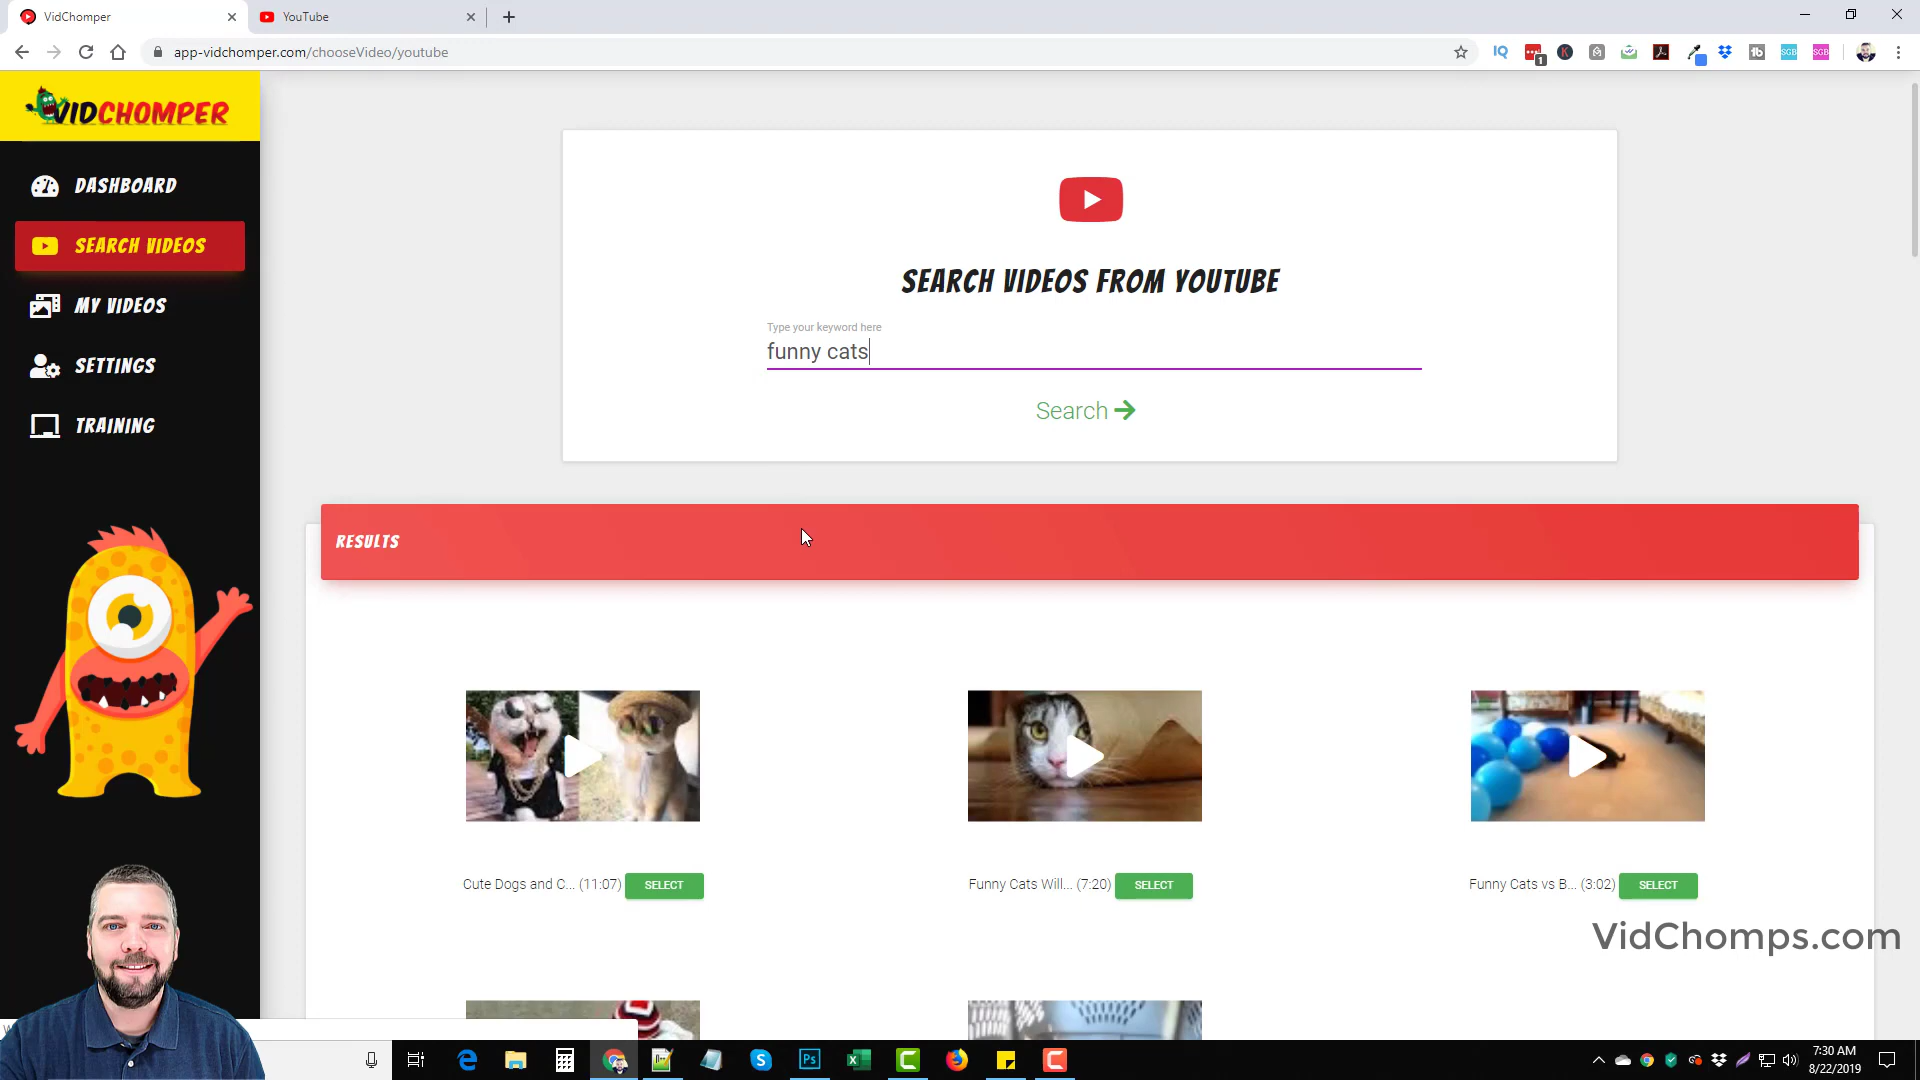 VidChomper
YouTube
app-vidchomper.com/chooseVideo/youtube
VIDCHOMPER
DASHBOARD
SEARCH VIDEOS
MY VIDEOS
SETTINGS
TRAINING
SEARCH VIDEOS FROM YOUTUBE
Type your keyword here
funny cats
Search
RESULTS
Cute Dogs and C... (11:07) SELECT
Funny Cats Will... (7:20) SELECT
Funny Cats vs B... (3:02) SELECT
VidChomps.com
7:30 AM
8/22/2019